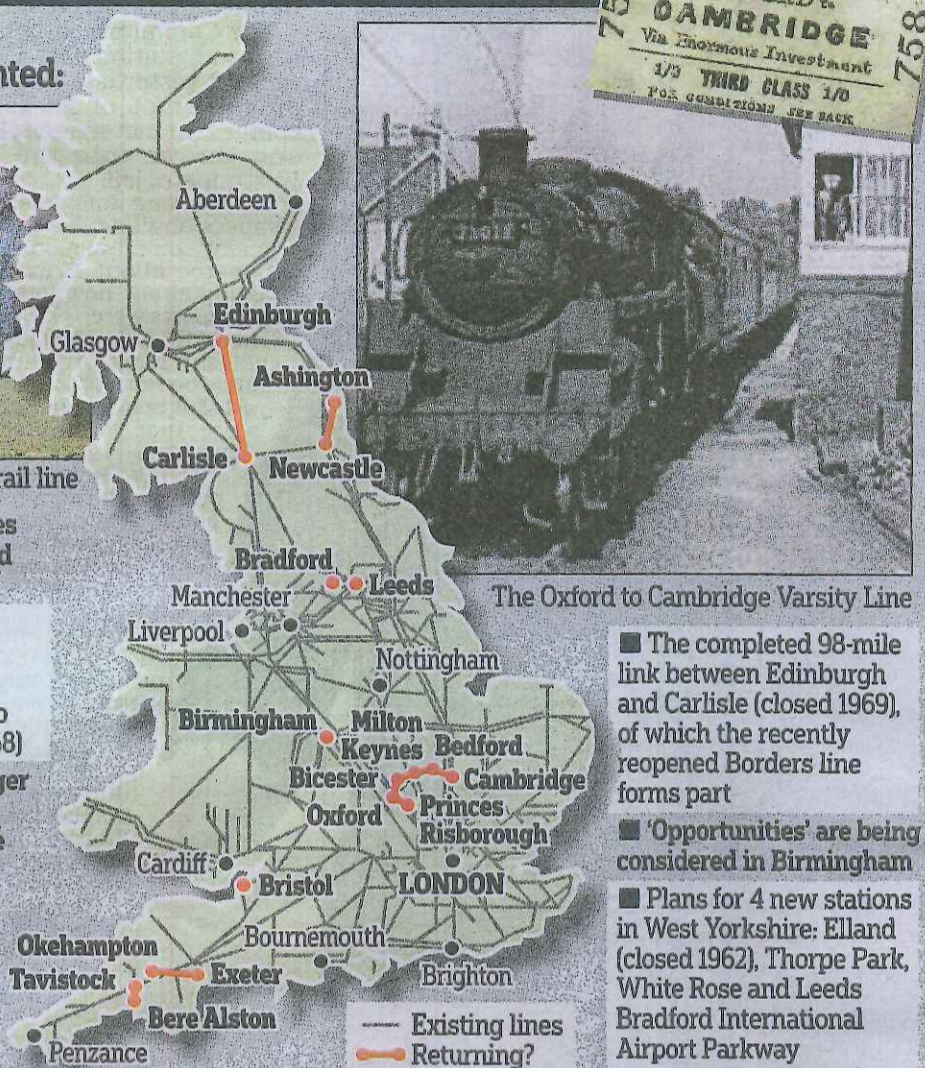 CAMBRIDGE
Via Enormous Investment
1/0 THIRD CLASS 1/0
FOR CONDITIONS SEE BACK
75
758
nted:
rail line
es
d
o
58)
ger
e
Aberdeen
Edinburgh
Glasgow
Ashington
Carlisle
Newcastle
Bradford
Leeds
Manchester
Liverpool
Nottingham
Birmingham
Milton
Keynes
Bedford
Bicester
Cambridge
Oxford
Princes
Risborough
Cardiff
Bristol
LONDON
Okehampton
Bournemouth
Tavistock
Exeter
Brighton
Bere Alston
Penzance
Existing lines
Returning?
The Oxford to Cambridge Varsity Line
■ The completed 98-mile
link between Edinburgh
and Carlisle (closed 1969),
of which the recently
reopened Borders line
forms part
■ 'Opportunities' are being
considered in Birmingham
■ Plans for 4 new stations
in West Yorkshire: Elland
(closed 1962), Thorpe Park,
White Rose and Leeds
Bradford International
Airport Parkway